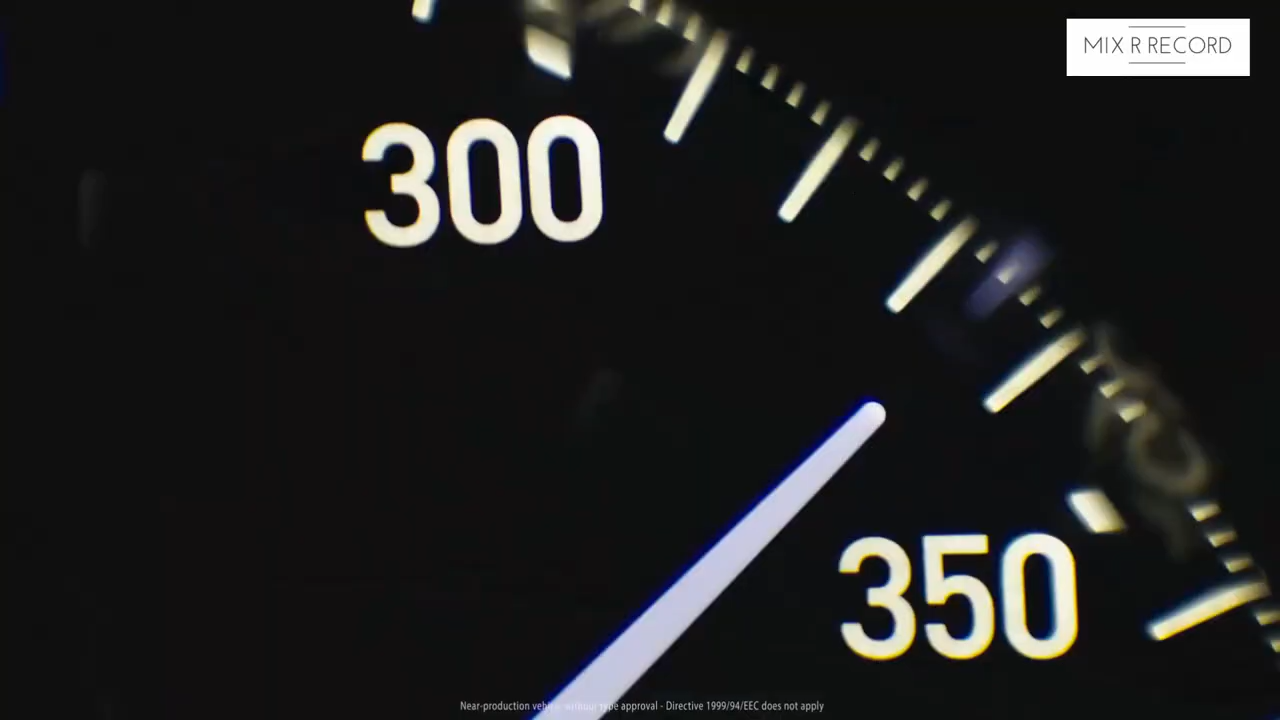 MIX R RECORD
300
350
Near-production vehicle without type approval - Directive 1999/94/EEC does not apply